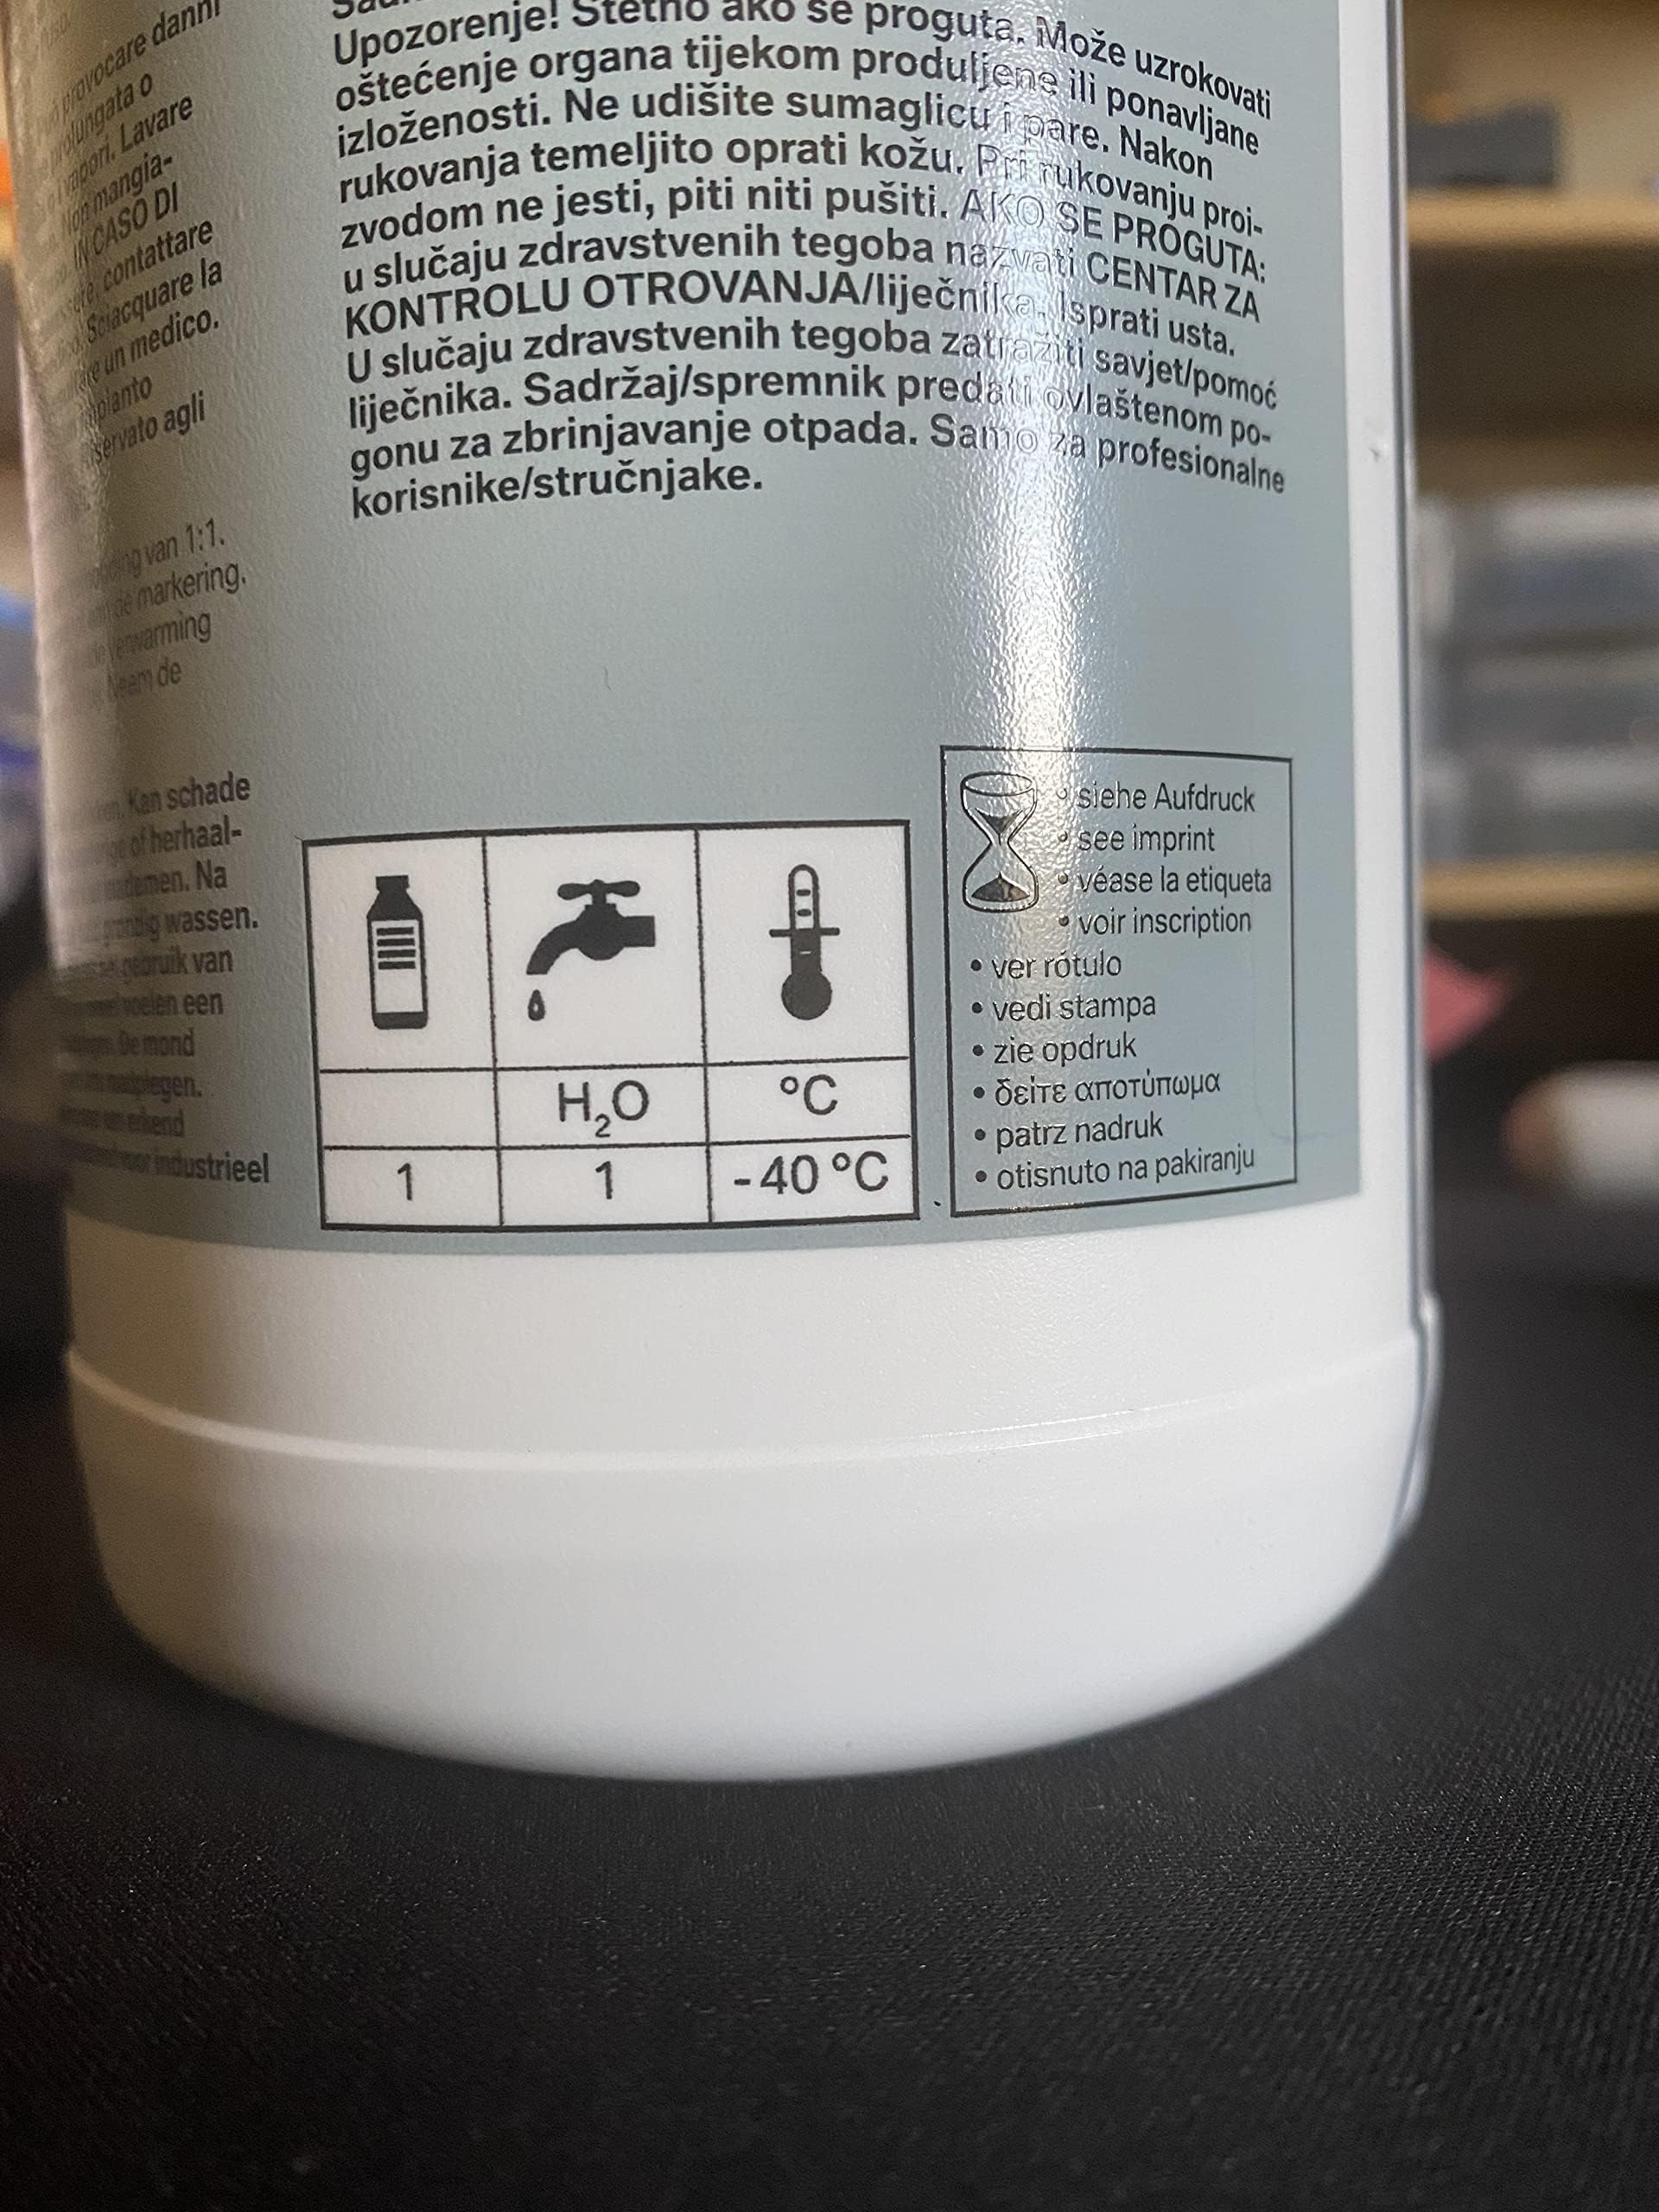 provocare danni
prolungata o
vapori. Lavare
Non mangia-
IN CASO DI
contattare
Sciacquare la
un medico.
servato agli
van 1:1.
de markering.
verwarming
Neem de
Kan schade
of herhaal-
Na
grondig wassen.
gebruik van
een
De mond
erkend
voor industrieel
Upozorenje! Štetno ako se proguta. Može uzrokovati
oštećenje organa tijekom produljene ili ponavljane
izloženosti. Ne udišite sumaglicu i pare. Nakon
rukovanja temeljito oprati kožu. Pri rukovanju proi-
zvodom ne jesti, piti niti pušiti. AKO SE PROGUTA:
u slučaju zdravstvenih tegoba nazvati CENTAR ZA
KONTROLU OTROVANJA/liječnika. Isprati usta.
U slučaju zdravstvenih tegoba zatražiti savjet/pomoć
liječnika. Sadržaj/spremnik predati ovlaštenom po-
gonu za zbrinjavanje otpada. Samo za profesionalne
korisnike/stručnjake.
H₂O °C
1 1 -40 °C
• siehe Aufdruck
• see imprint
• véase la etiqueta
• voir inscription
• ver rótulo
• vedi stampa
• zie opdruk
• δείτε αποτύπωμα
• patrz nadruk
• otisnuto na pakiranju